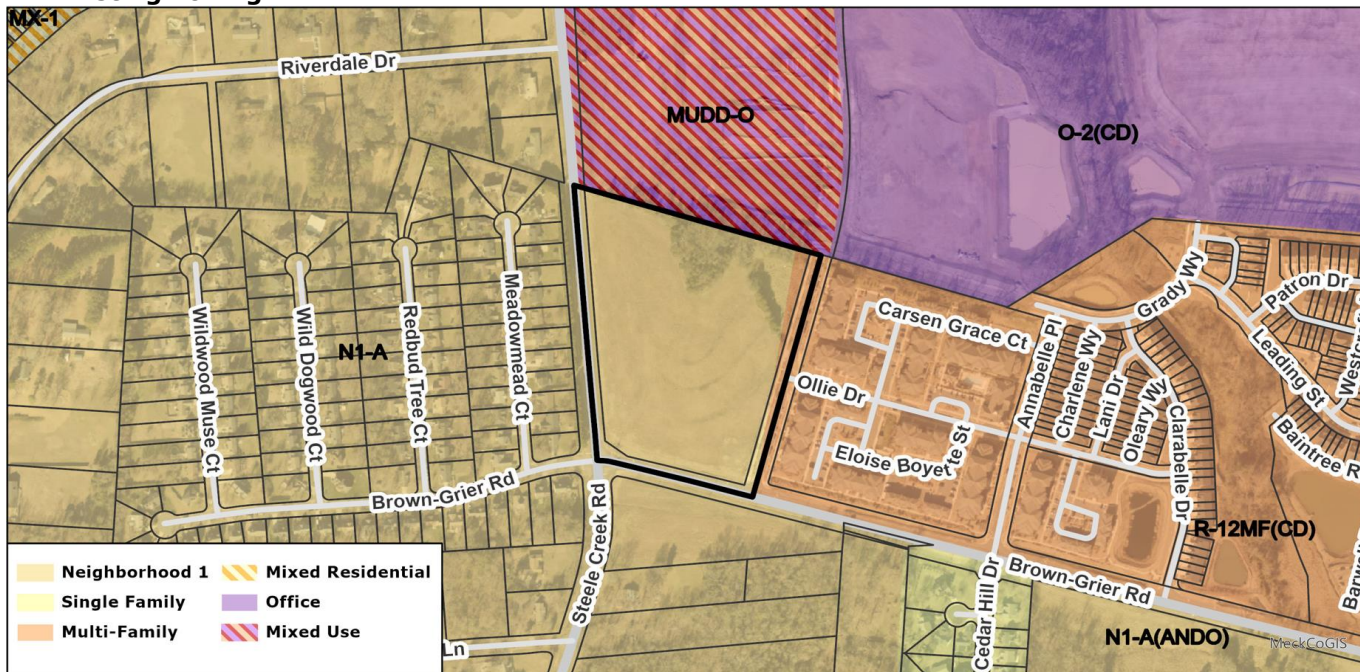 MX-1
Riverdale Dr
MUDD-O
O-2(CD)
Wildwood Muse Ct
Wild Dogwood Ct
Redbud Tree Ct
Meadowmead Ct
N1-A
Carsen Grace Ct
Annabelle Pl
Grady Wy
Patron Dr
Leading St
Charlene Wy
Lani Dr
Oleary Wy
Clarabelle Dr
Ollie Dr
Eloise Boyette St
Brown-Grier Rd
Steele Creek Rd
R-12MF(CD)
Cedar Hill Dr
Brown-Grier Rd
N1-A(ANDO)
Ln
MeckCoGIS
Neighborhood 1
Mixed Residential
Single Family
Office
Multi-Family
Mixed Use